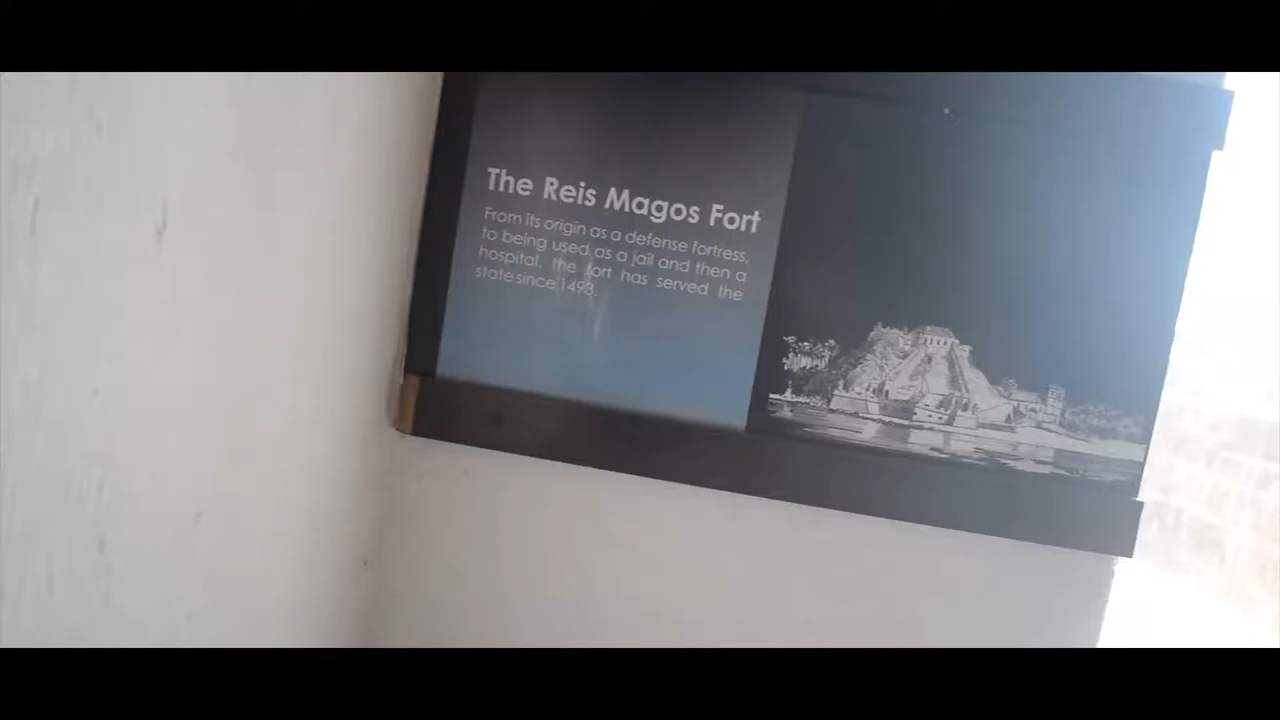 The Reis Magos Fort
From its origin as a defense fortress,
to being used as a jail and then a
hospital, the fort has served the
state since 1493.